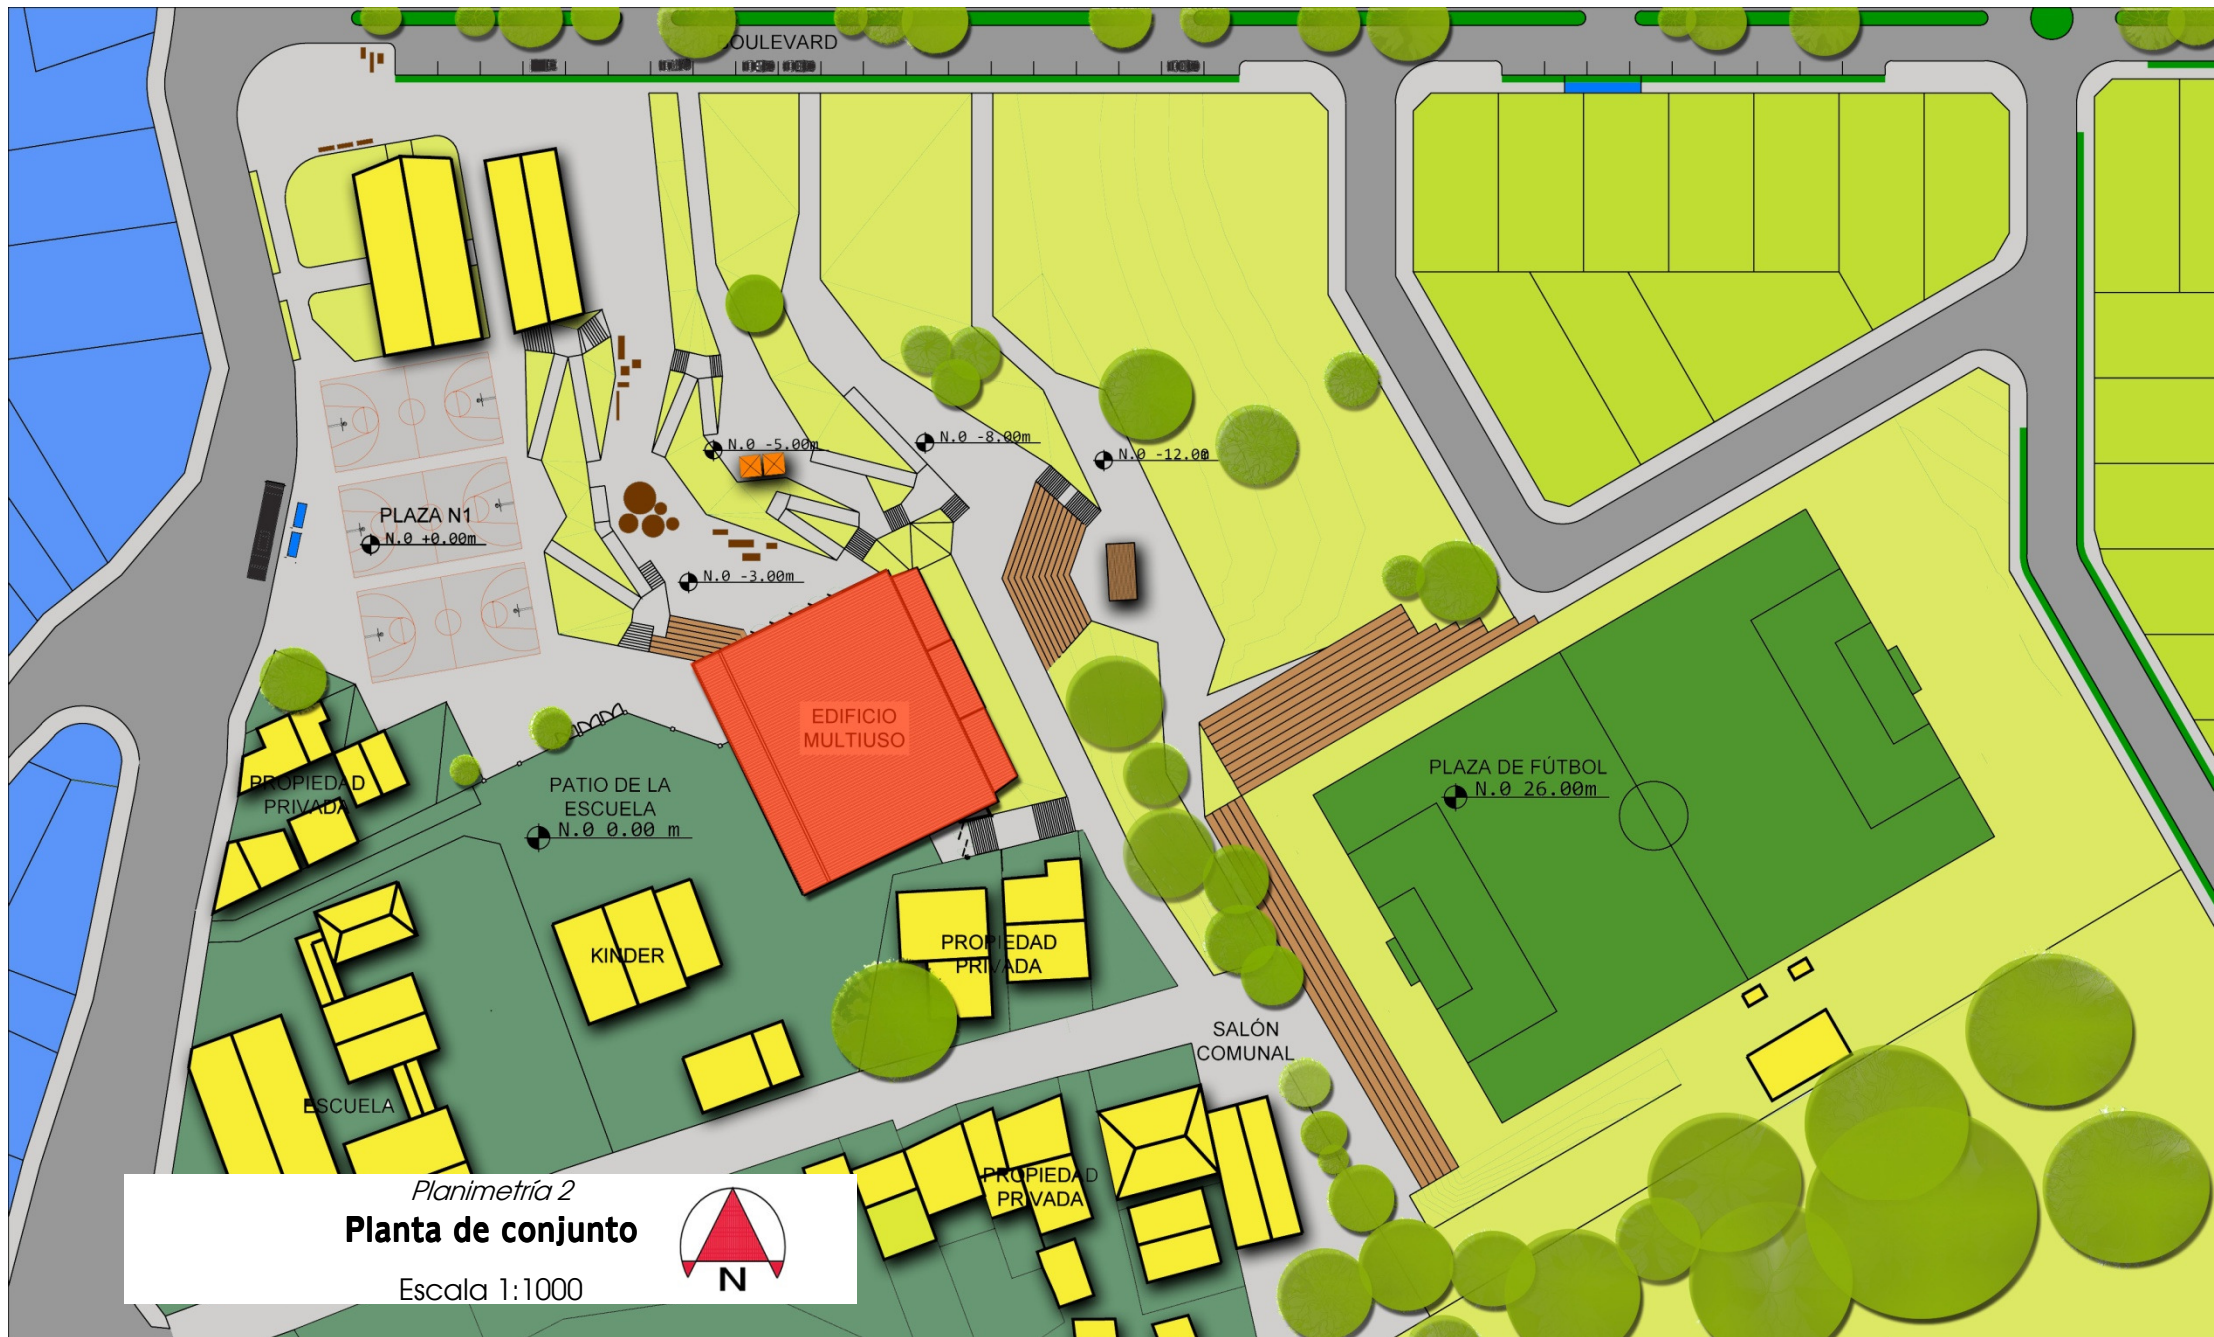 BOULEVARD
N.0 -5.00m
N.0 -8.00m
N.0 -12.00
PLAZA N1
N.0 +0.00m
N.0 -3.00m
EDIFICIO
MULTIUSO
PROPIEDAD
PRIVADA
PATIO DE LA
ESCUELA
N.0 0.00 m
PLAZA DE FÚTBOL
N.0 26.00m
KINDER
PROPIEDAD
PRIVADA
SALÓN
COMUNAL
ESCUELA
PROPIEDAD
PRIVADA
Planimetría 2
Planta de conjunto
Escala 1:1000
N